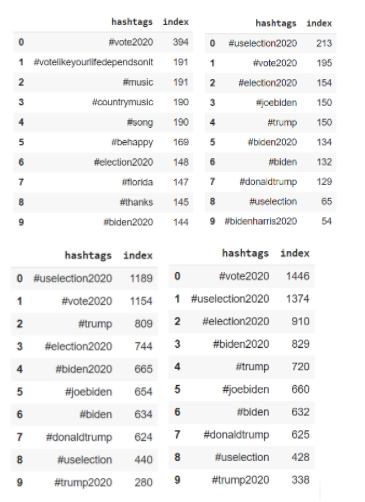 hashtags index
0 #vote2020 394
1 #votelikeyourlifedependsonit 191
2 #music 191
3 #countrymusic 190
4 #song 190
5 #behappy 169
6 #election2020 148
7 #florida 147
8 #thanks 145
9 #biden2020 144
hashtags index
0 #uselection2020 213
1 #vote2020 195
2 #election2020 154
3 #joebiden 150
4 #trump 150
5 #biden2020 134
6 #biden 132
7 #donaldtrump 129
8 #uselection 65
9 #bidenharris2020 54
hashtags index
0 #uselection2020 1189
1 #vote2020 1154
2 #trump 809
3 #election2020 744
4 #biden2020 665
5 #joebiden 654
6 #biden 634
7 #donaldtrump 624
8 #uselection 440
9 #trump2020 280
hashtags index
0 #vote2020 1446
1 #uselection2020 1374
2 #election2020 910
3 #biden2020 829
4 #trump 720
5 #joebiden 660
6 #biden 632
7 #donaldtrump 625
8 #uselection 428
9 #trump2020 338